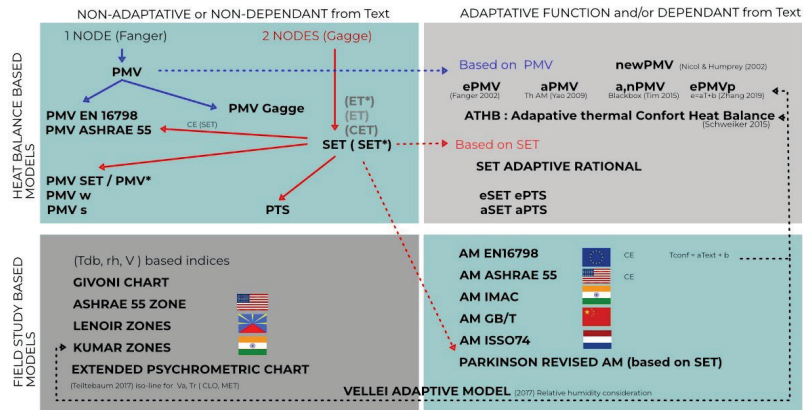 NON-ADAPTATIVE or NON-DEPENDANT from Text
ADAPTATIVE FUNCTION and/or DEPENDANT from Text
HEAT BALANCE BASED
MODELS
1 NODE (Fanger)
2 NODES (Gagge)
PMV
PMV EN 16798
PMV ASHRAE 55
PMV Gagge
CE (SET)
(ET*)
(ET)
(CET)
SET ( SET*)
PMV SET / PMV*
PMV w
PMV s
PTS
Based on PMV
newPMV (Nicol & Humprey (2002)
ePMV
(Fanger 2002)
aPMV
Th AM (Yao 2009)
a,nPMV
Blackbox (Tim 2015)
ePMVp
e=aT+b (Zhang 2019)
ATHB : Adapative thermal Confort Heat Balance
(Schweiker 2015)
Based on SET
SET ADAPTIVE RATIONAL
eSET ePTS
aSET aPTS
FIELD STUDY BASED
MODELS
(Tdb, rh, V ) based indices
GIVONI CHART
ASHRAE 55 ZONE
LENOIR ZONES
KUMAR ZONES
EXTENDED PSYCHROMETRIC CHART
(Teiltebaum 2017) iso-line for Va, Tr ( CLO, MET)
AM EN16798
CE
Tconf = aText + b
AM ASHRAE 55
CE
AM IMAC
AM GB/T
AM ISSO74
PARKINSON REVISED AM (based on SET)
VELLEI ADAPTIVE MODEL (2017) Relative humidity consideration